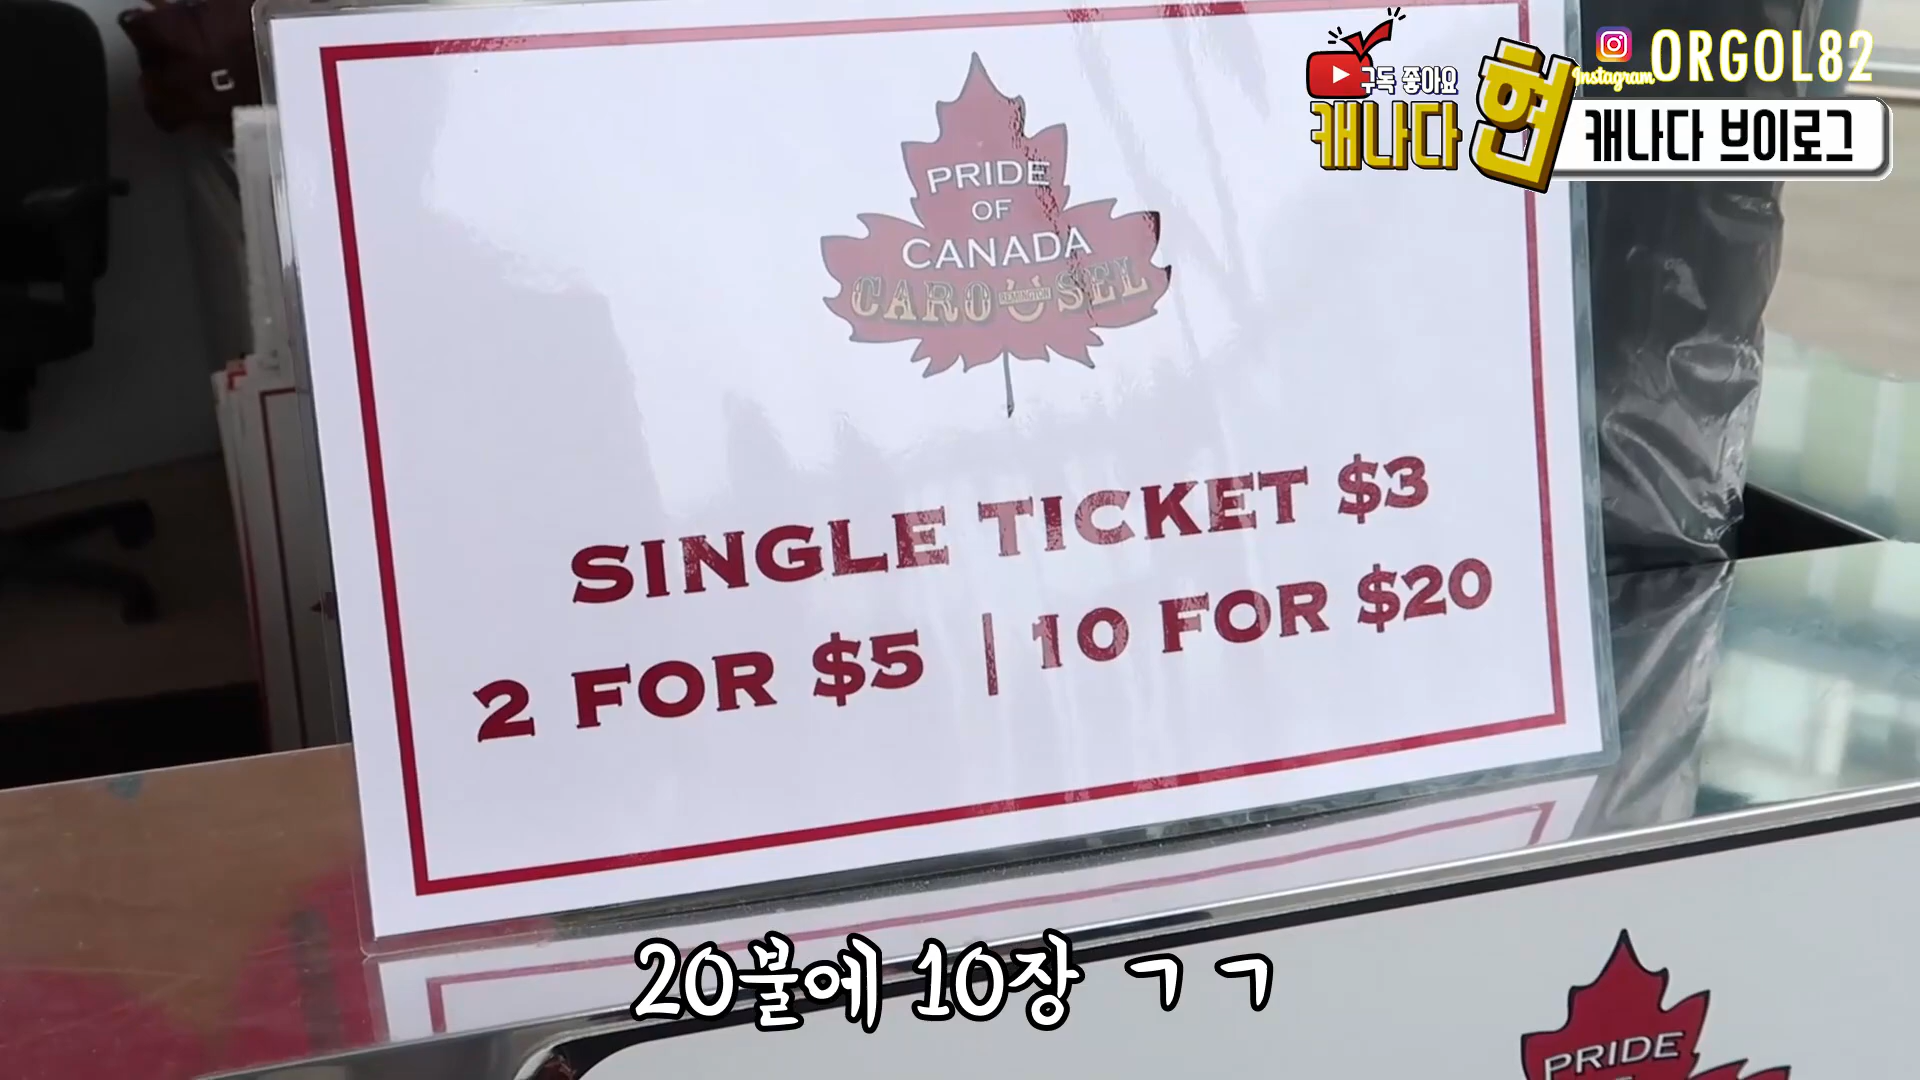 구독 좋아요
캐나다 헙
Instagram ORGOL82
캐나다 브이로그
PRIDE
OF
CANADA
CAROUSEL
REMINGTON
SINGLE TICKET $3
2 FOR $5 | 10 FOR $20
20불에 10장 ㄱㄱ
PRIDE